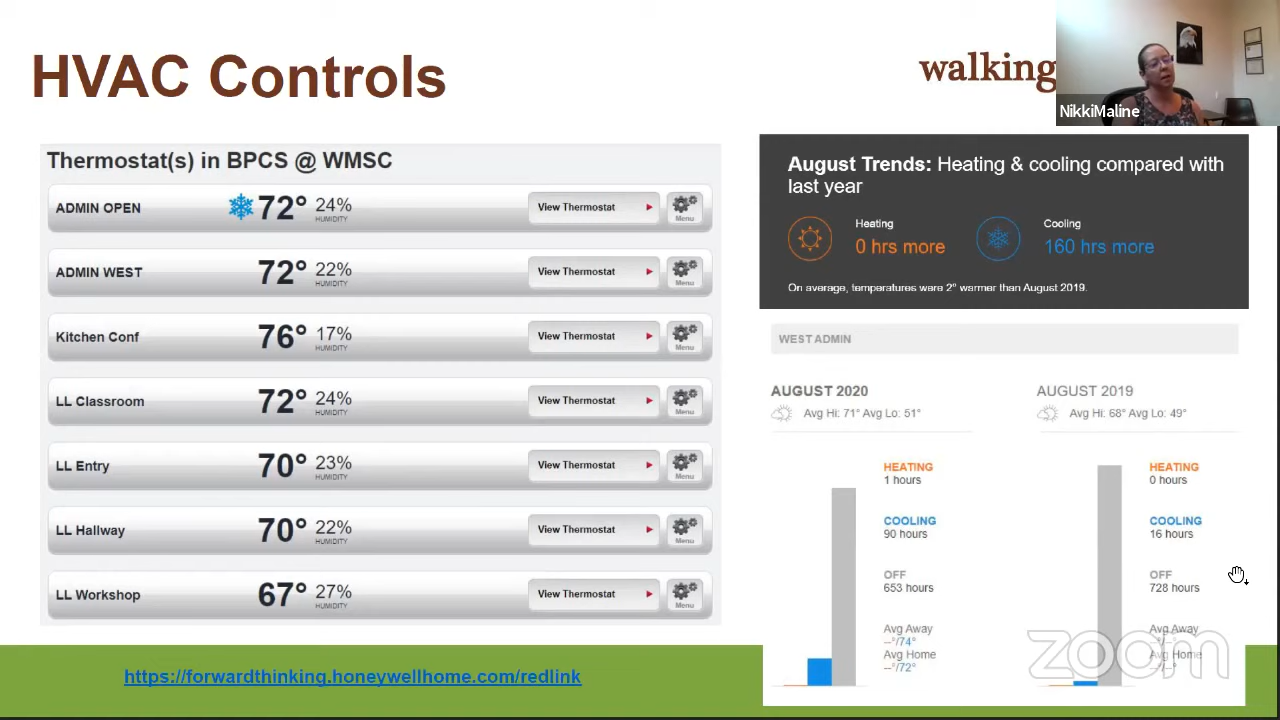 HVAC Controls
walking
NikkiMaline
Thermostat(s) in BPCS @ WMSC
ADMIN OPEN 72° 24% HUMIDITY View Thermostat Menu
ADMIN WEST 72° 22% HUMIDITY View Thermostat Menu
Kitchen Conf 76° 17% HUMIDITY View Thermostat Menu
LL Classroom 72° 24% HUMIDITY View Thermostat Menu
LL Entry 70° 23% HUMIDITY View Thermostat Menu
LL Hallway 70° 22% HUMIDITY View Thermostat Menu
LL Workshop 67° 27% HUMIDITY View Thermostat Menu
https://forwardthinking.honeywellhome.com/redlink
August Trends: Heating & cooling compared with
last year
Heating
0 hrs more
Cooling
160 hrs more
On average, temperatures were 2° warmer than August 2019.
WEST ADMIN
AUGUST 2020
Avg Hi: 71° Avg Lo: 51°
HEATING
1 hours
COOLING
90 hours
OFF
653 hours
Avg Away
--°/74°
Avg Home
--°/72°
AUGUST 2019
Avg Hi: 68° Avg Lo: 49°
HEATING
0 hours
COOLING
16 hours
OFF
728 hours
Avg Away
Avg Home
--°/--°
zoom